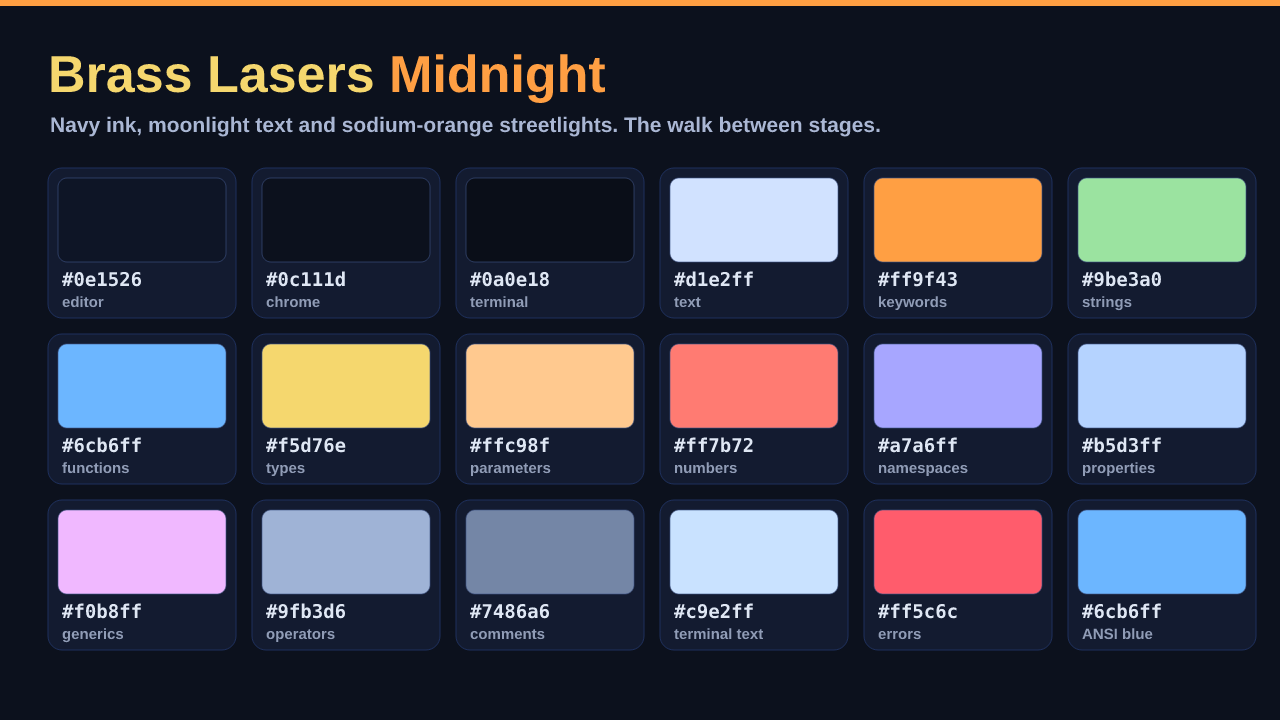 Brass Lasers Midnight
Navy ink, moonlight text and sodium-orange streetlights. The walk between stages.
#0e1526 #0c111d #0a0e18 #d1e2ff #ff9f43 #9be3a0
editor chrome terminal text keywords strings
#6cb6ff #f5d76e #ffc98f #ff7b72 #a7a6ff #b5d3ff
functions types parameters numbers namespaces properties
#f0b8ff #9fb3d6 #7486a6 #c9e2ff #ff5c6c #6cb6ff
generics operators comments terminal text errors ANSI blue